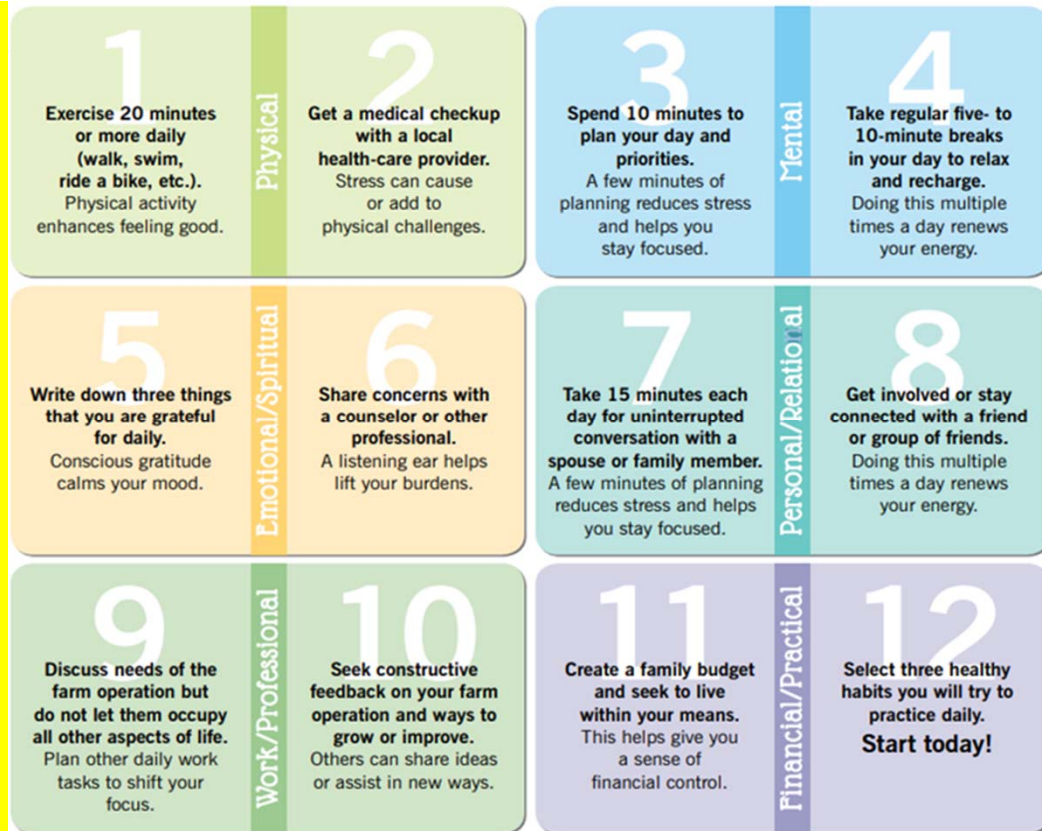 1
Exercise 20 minutes
or more daily
(walk, swim,
ride a bike, etc.).
Physical activity
enhances feeling good.
Physical
2
Get a medical checkup
with a local
health-care provider.
Stress can cause
or add to
physical challenges.
3
Spend 10 minutes to
plan your day and
priorities.
A few minutes of
planning reduces stress
and helps you
stay focused.
Mental
4
Take regular five- to
10-minute breaks
in your day to relax
and recharge.
Doing this multiple
times a day renews
your energy.
5
Write down three things
that you are grateful
for daily.
Conscious gratitude
calms your mood.
Emotional/Spiritual
6
Share concerns with
a counselor or other
professional.
A listening ear helps
lift your burdens.
7
Take 15 minutes each
day for uninterrupted
conversation with a
spouse or family member.
A few minutes of planning
reduces stress and helps
you stay focused.
Personal/Relational
8
Get involved or stay
connected with a friend
or group of friends.
Doing this multiple
times a day renews
your energy.
9
Discuss needs of the
farm operation but
do not let them occupy
all other aspects of life.
Plan other daily work
tasks to shift your
focus.
Work/Professional
10
Seek constructive
feedback on your farm
operation and ways to
grow or improve.
Others can share ideas
or assist in new ways.
11
Create a family budget
and seek to live
within your means.
This helps give you
a sense of
financial control.
Financial/Practical
12
Select three healthy
habits you will try to
practice daily.
Start today!